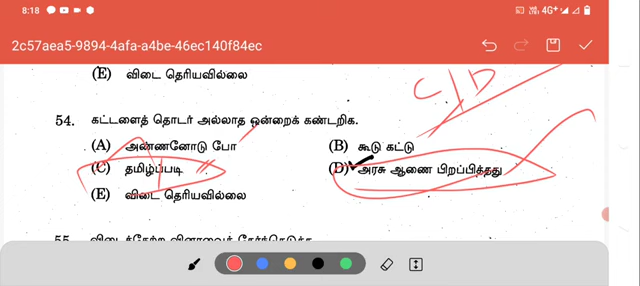 8:18
4G+
2c57aea5-9894-4afa-a4be-46ec140f84ec
(E) விடை தெரியவில்லை
C/D
54. கட்டளைத் தொடர் அல்லாத ஒன்றைக் கண்டறிக.
(A) அண்ணனோடு போ (B) கூடு கட்டு
(C) தமிழ்ப்படி (D) அரசு ஆணை பிறப்பித்தது
(E) விடை தெரியவில்லை
55. விடைக்கேற்ற வினாவைத் தேர்ந்தெடுக்க